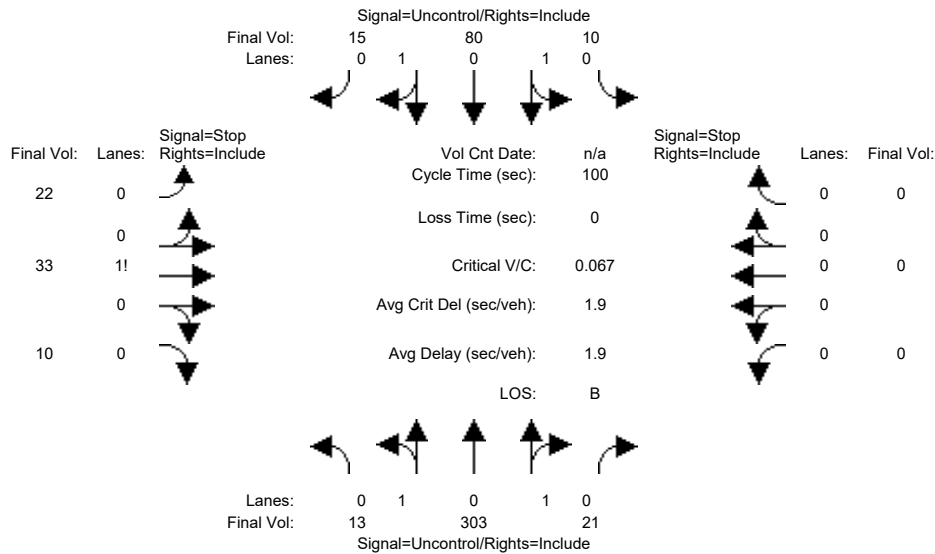 Signal=Uncontrol/Rights=Include
Final Vol: 15 80 10
Lanes: 0 1 0 1 0
Signal=Stop Signal=Stop
Final Vol: Lanes: Rights=Include Vol Cnt Date: n/a Rights=Include Lanes: Final Vol:
Cycle Time (sec): 100
22 0 0 0
Loss Time (sec): 0
0 0
33 1! Critical V/C: 0.067 0 0
0 Avg Crit Del (sec/veh): 1.9 0
10 0 Avg Delay (sec/veh): 1.9 0 0
LOS: B
Lanes: 0 1 0 1 0
Final Vol: 13 303 21
Signal=Uncontrol/Rights=Include